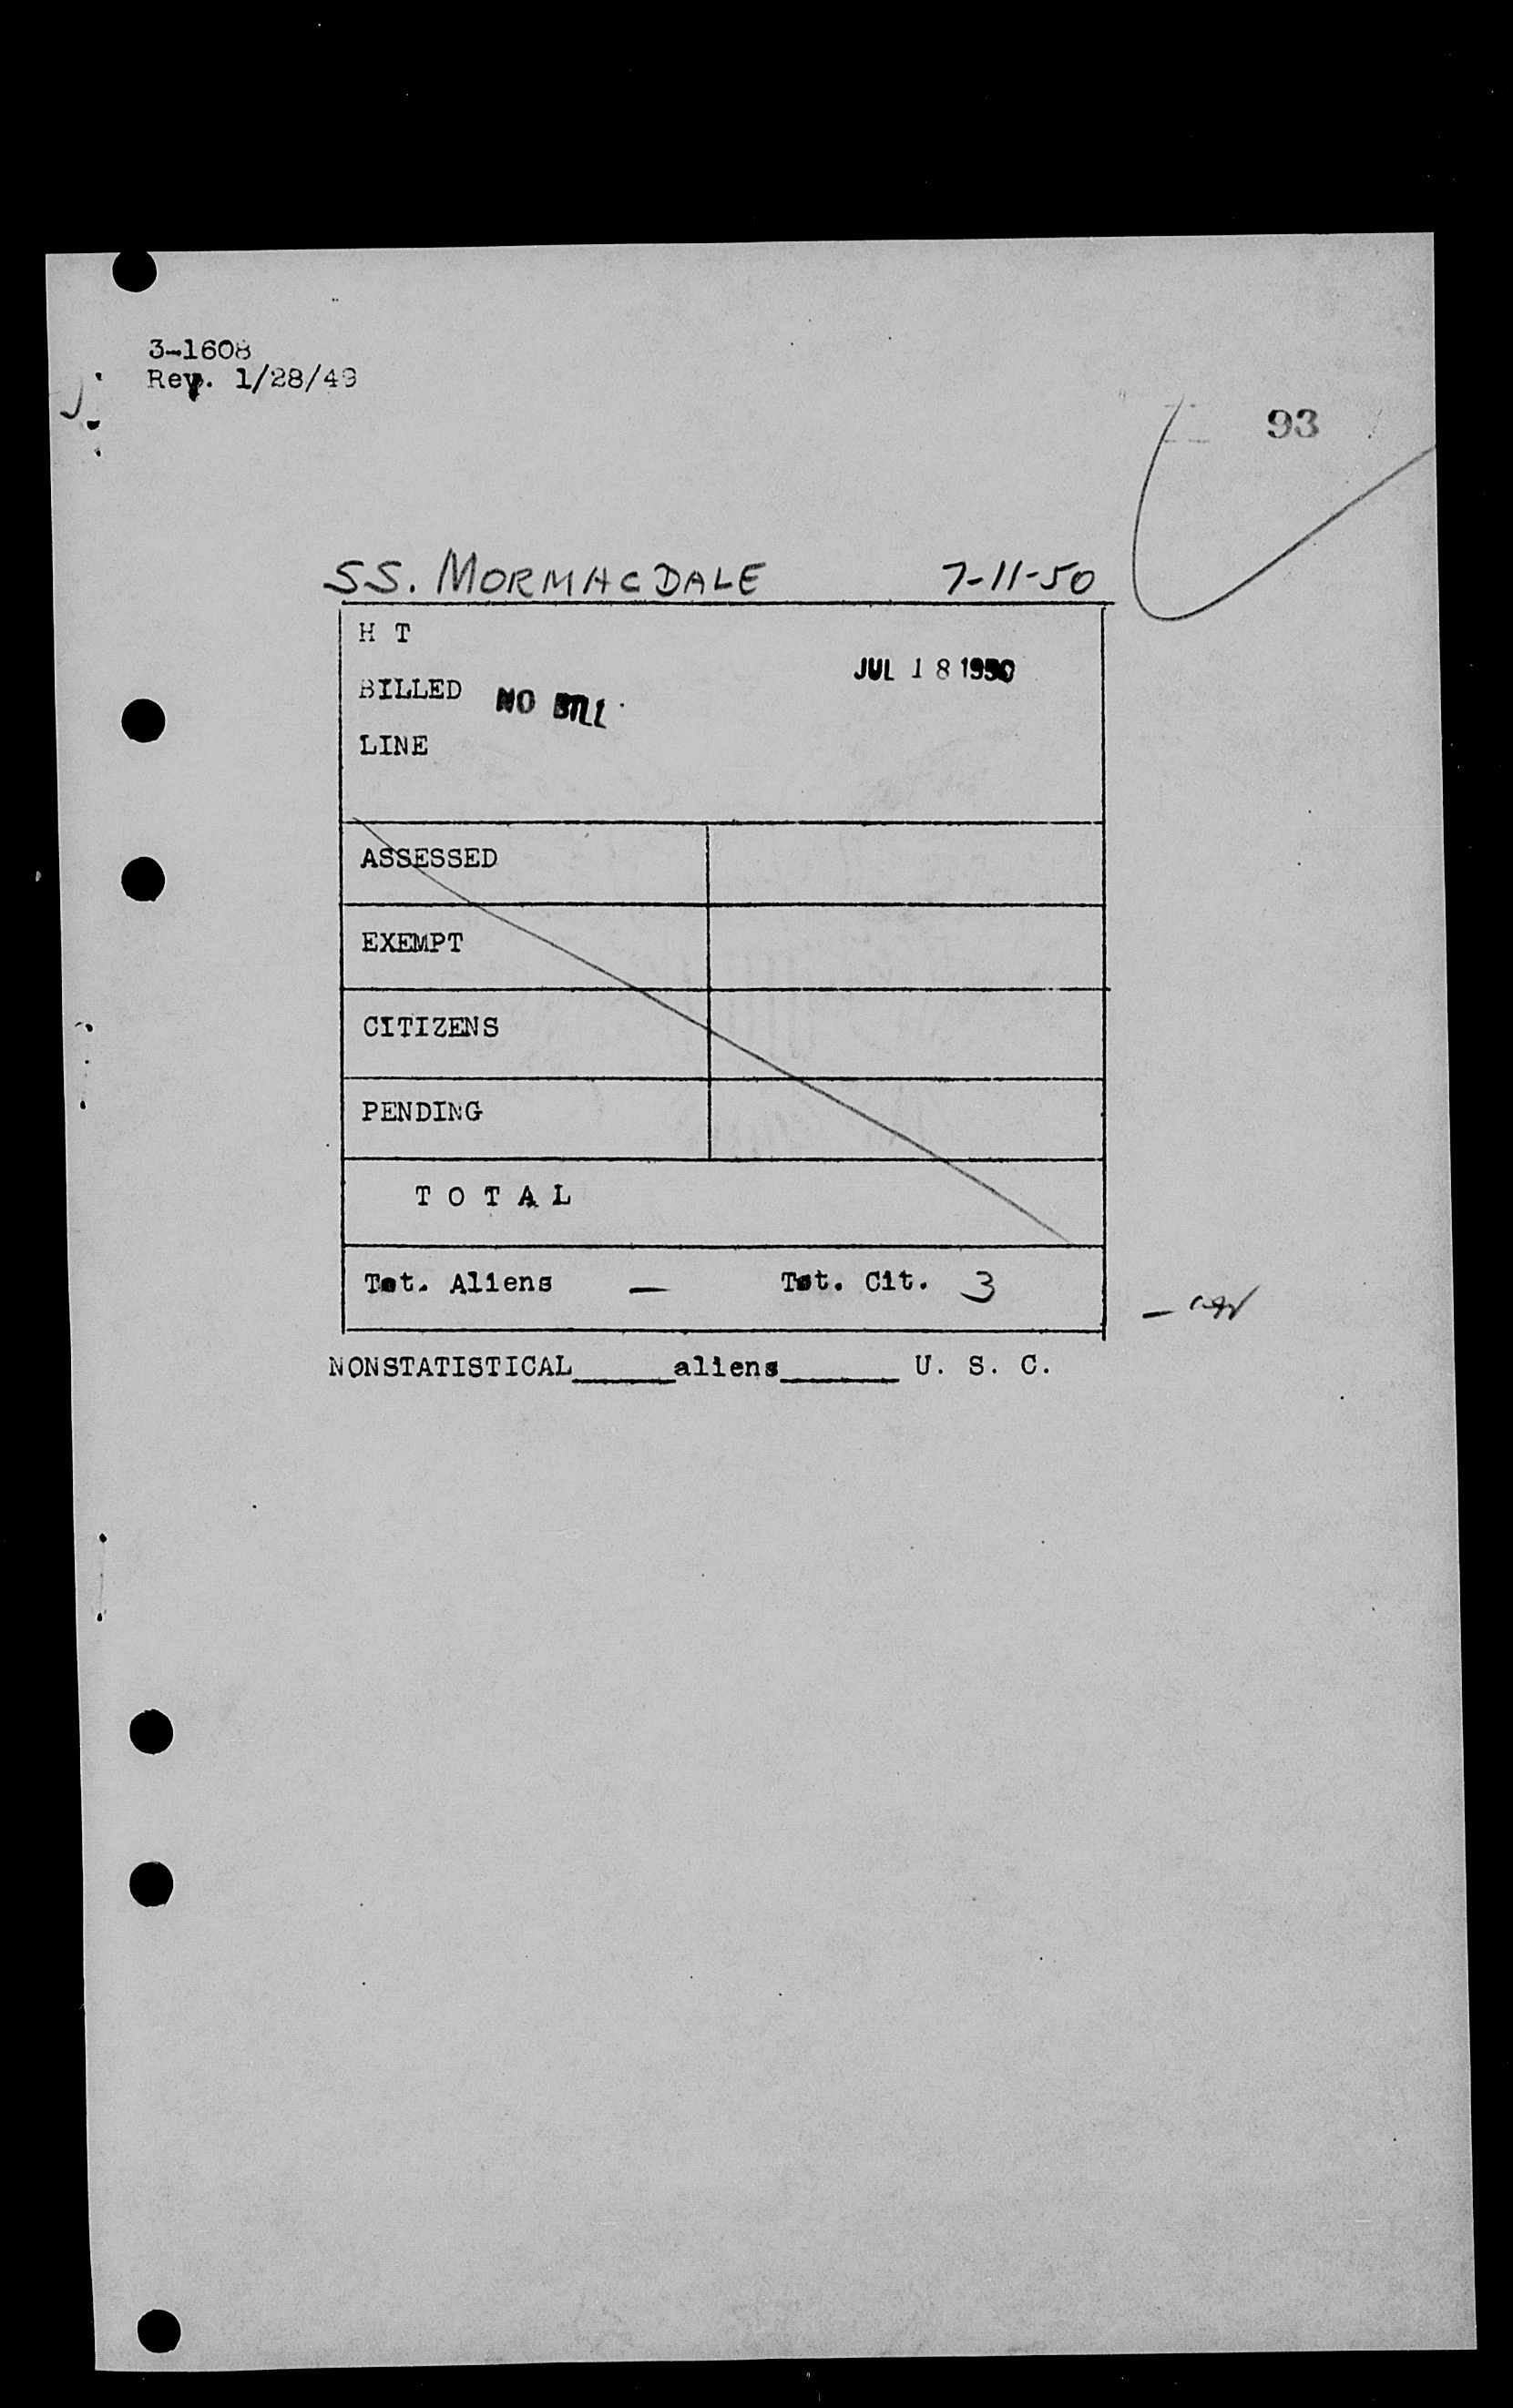 3-1608
Rev. 1/28/49
93
SS. MORMACDALE 7-11-50
H T
JUL 18 1950
BILLED NO BILL
LINE
ASSESSED
EXEMPT
CITIZENS
PENDING
TOTAL
Tot. Aliens — Tot. Cit. 3
NONSTATISTICAL______aliens______ U. S. C.